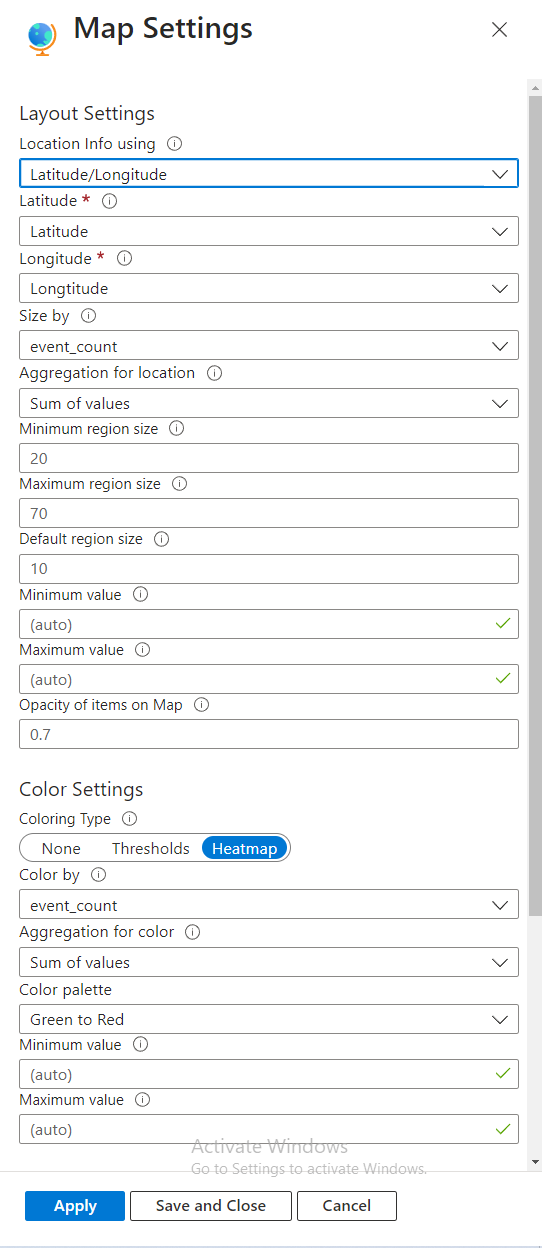 Map Settings
Layout Settings
Location Info using
Latitude/Longitude
Latitude *
Latitude
Longitude *
Longtitude
Size by
event_count
Aggregation for location
Sum of values
Minimum region size
20
Maximum region size
70
Default region size
10
Minimum value
(auto)
Maximum value
(auto)
Opacity of items on Map
0.7
Color Settings
Coloring Type
None Thresholds Heatmap
Color by
event_count
Aggregation for color
Sum of values
Color palette
Green to Red
Minimum value
(auto)
Maximum value
(auto)
Activate Windows
Go to Settings to activate Windows.
Apply Save and Close Cancel